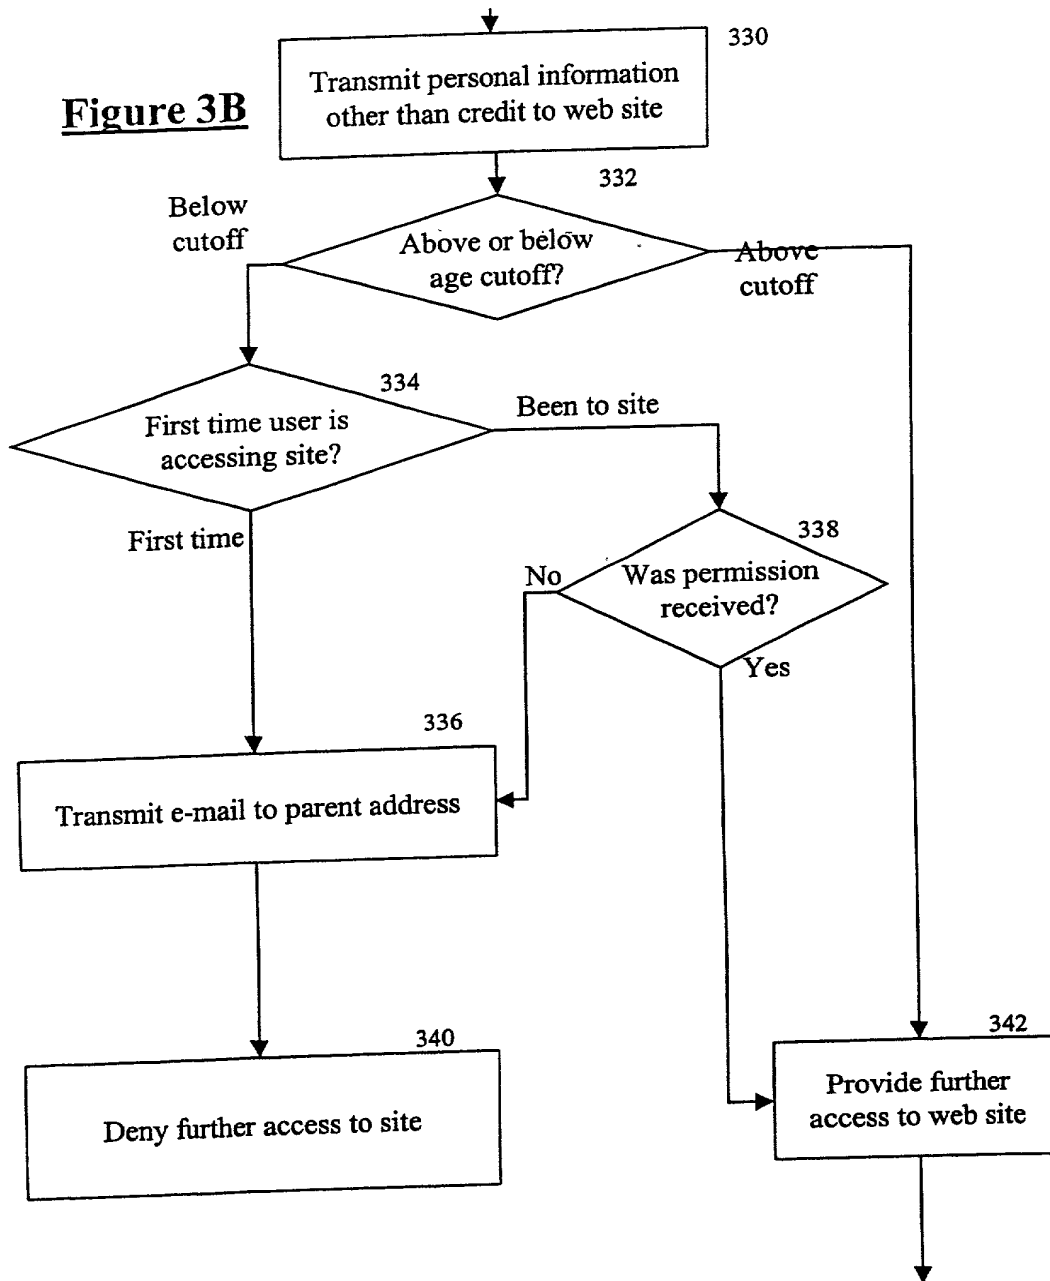 330
Transmit personal information
other than credit to web site
Figure 3B
332
Below
cutoff
Above or below
age cutoff?
Above
cutoff
334
First time user is
accessing site?
Been to site
First time
338
No
Was permission
received?
Yes
336
Transmit e-mail to parent address
340
Deny further access to site
342
Provide further
access to web site